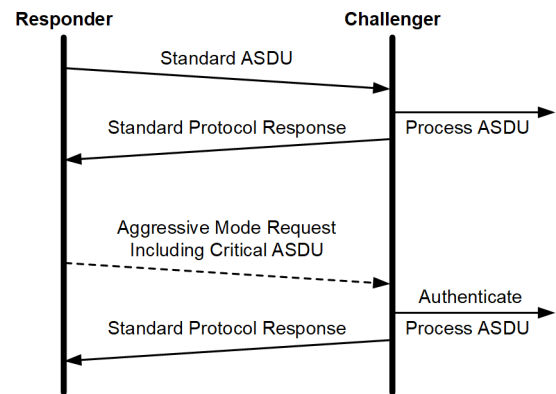 Responder
Challenger
Standard ASDU
Standard Protocol Response
Process ASDU
Aggressive Mode Request
Including Critical ASDU
Authenticate
Standard Protocol Response
Process ASDU